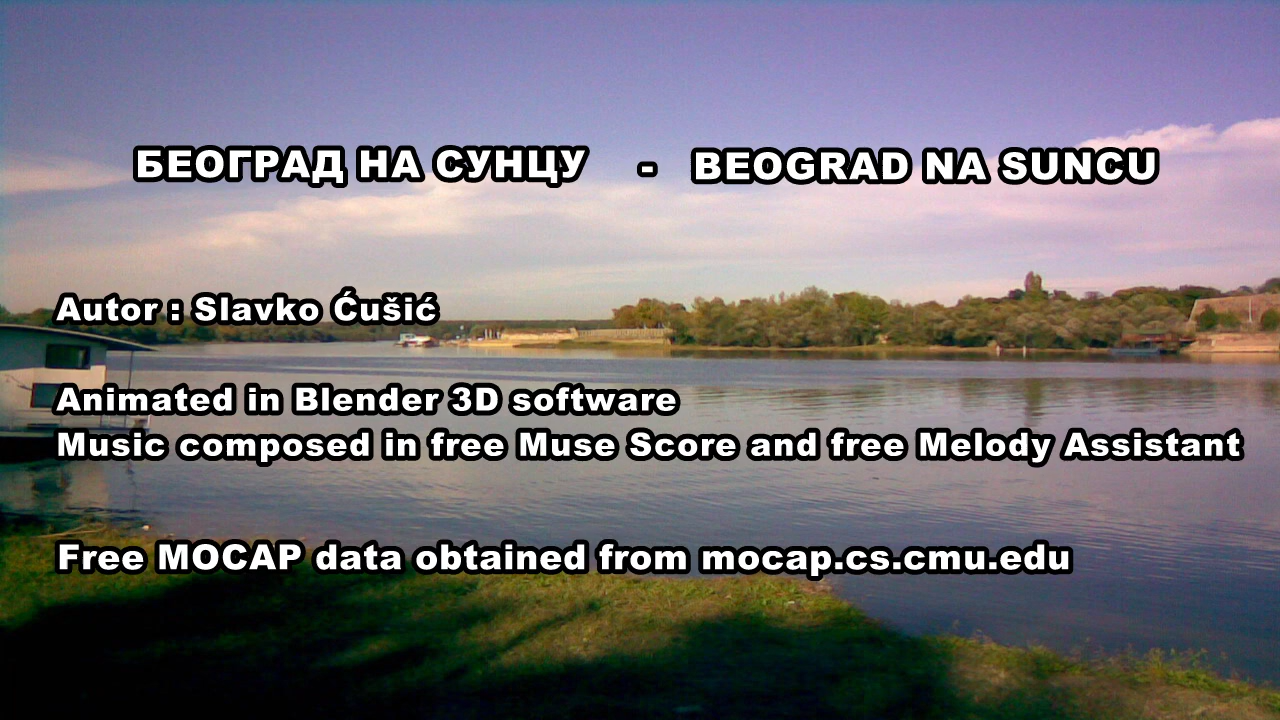 БЕОГРАД НА СУНЦУ - BEOGRAD NA SUNCU
Autor : Slavko Ćušić
Animated in Blender 3D software
Music composed in free Muse Score and free Melody Assistant
Free MOCAP data obtained from mocap.cs.cmu.edu